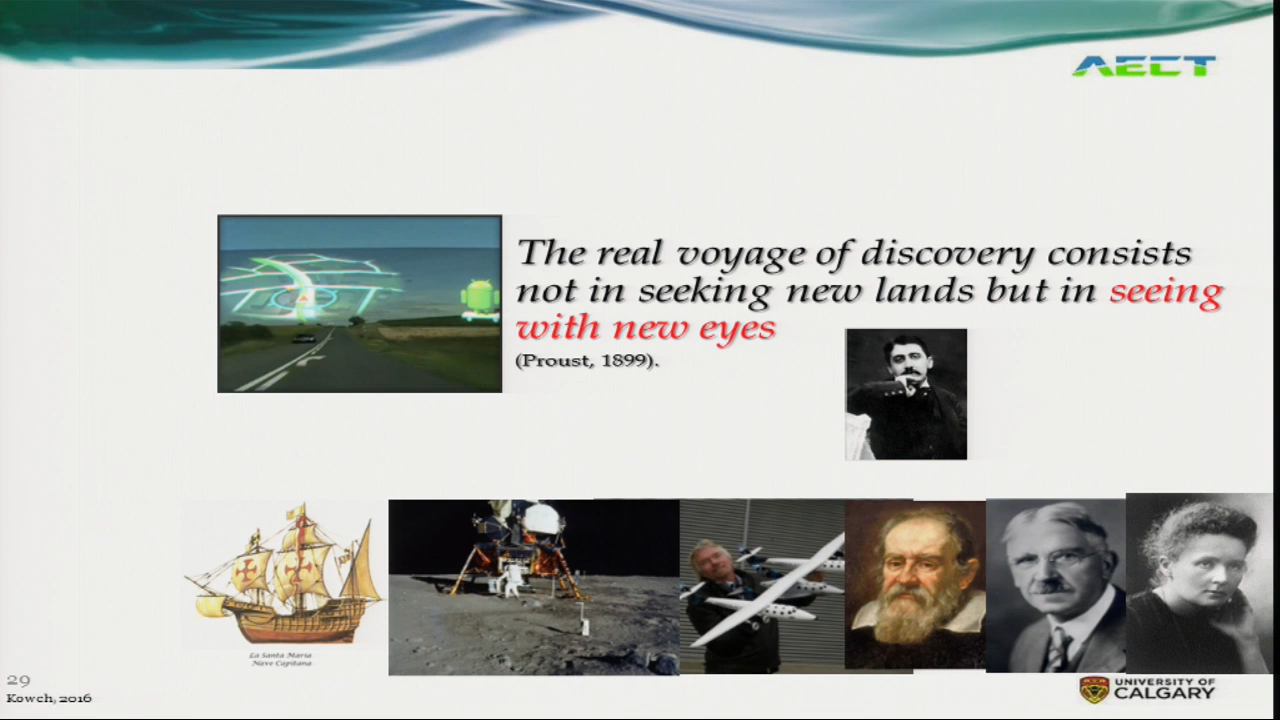 AECT
The real voyage of discovery consists
not in seeking new lands but in seeing
with new eyes
(Proust, 1899).
La Santa Maria
Nave Capitana
29
Kowch, 2016
UNIVERSITY OF
CALGARY